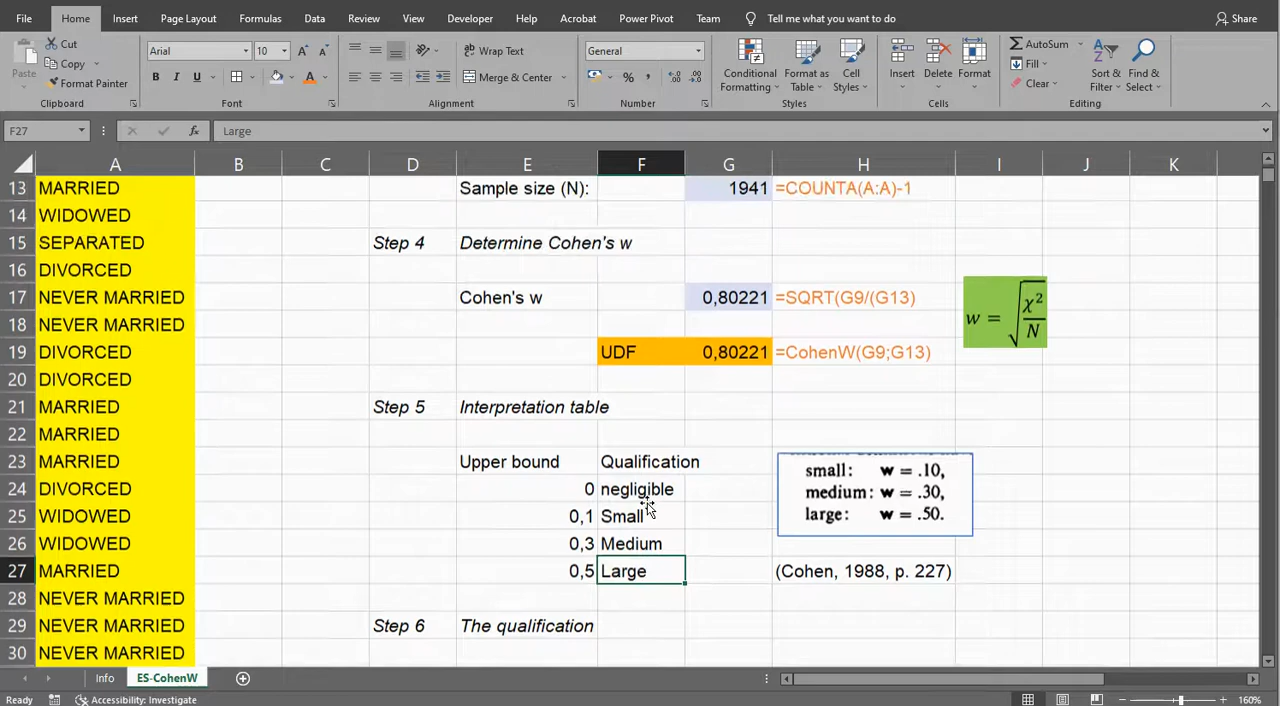 File Home Insert Page Layout Formulas Data Review View Developer Help Acrobat Power Pivot Team Tell me what you want to do Share
Paste Cut Copy Format Painter Clipboard
Arial 10 A A B I U A Font
Wrap Text Merge & Center Alignment
General % , Number
Conditional Formatting Format as Table Cell Styles Styles
Insert Delete Format Cells
AutoSum Fill Clear Sort & Filter Find & Select Editing
F27 fx Large
A B C D E F G H I J K
13 MARRIED Sample size (N): 1941 =COUNTA(A:A)-1
14 WIDOWED
15 SEPARATED Step 4 Determine Cohen's w
16 DIVORCED
17 NEVER MARRIED Cohen's w 0,80221 =SQRT(G9/(G13) w = √χ²/N
18 NEVER MARRIED
19 DIVORCED UDF 0,80221 =CohenW(G9;G13)
20 DIVORCED
21 MARRIED Step 5 Interpretation table
22 MARRIED
23 MARRIED Upper bound Qualification small: w = .10,
24 DIVORCED 0 negligible medium: w = .30,
25 WIDOWED 0,1 Small large: w = .50.
26 WIDOWED 0,3 Medium
27 MARRIED 0,5 Large (Cohen, 1988, p. 227)
28 NEVER MARRIED
29 NEVER MARRIED Step 6 The qualification
30 NEVER MARRIED
Info ES-CohenW
Ready Accessibility: Investigate 160%